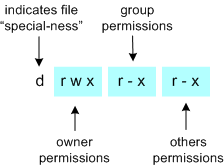 indicates file
"special-ness"
group
permissions
d r w x r - x r - x
owner
permissions
others
permissions